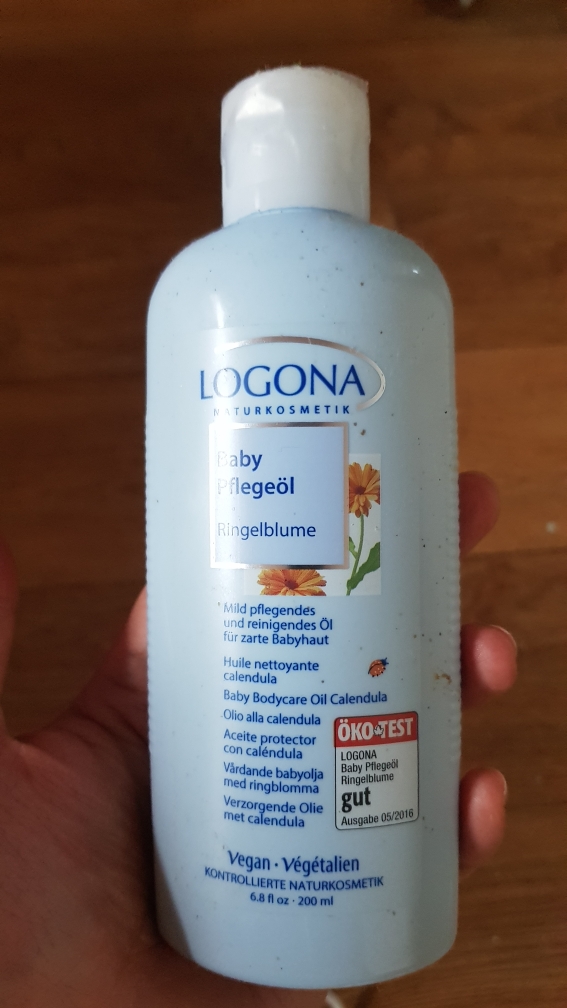 LOGONA
NATURKOSMETIK
Baby
Pflegeöl
Ringelblume
Mild pflegendes
und reinigendes Öl
für zarte Babyhaut
Huile nettoyante
calendula
Baby Bodycare Oil Calendula
Olio alla calendula
Aceite protector
con caléndula
Vårdande babyolja
med ringblomma
Verzorgende Olie
met calendula
ÖKO-TEST
LOGONA
Baby Pflegeöl
Ringelblume
gut
Ausgabe 05/2016
Vegan · Végétalien
KONTROLLIERTE NATURKOSMETIK
6.8 fl oz · 200 ml